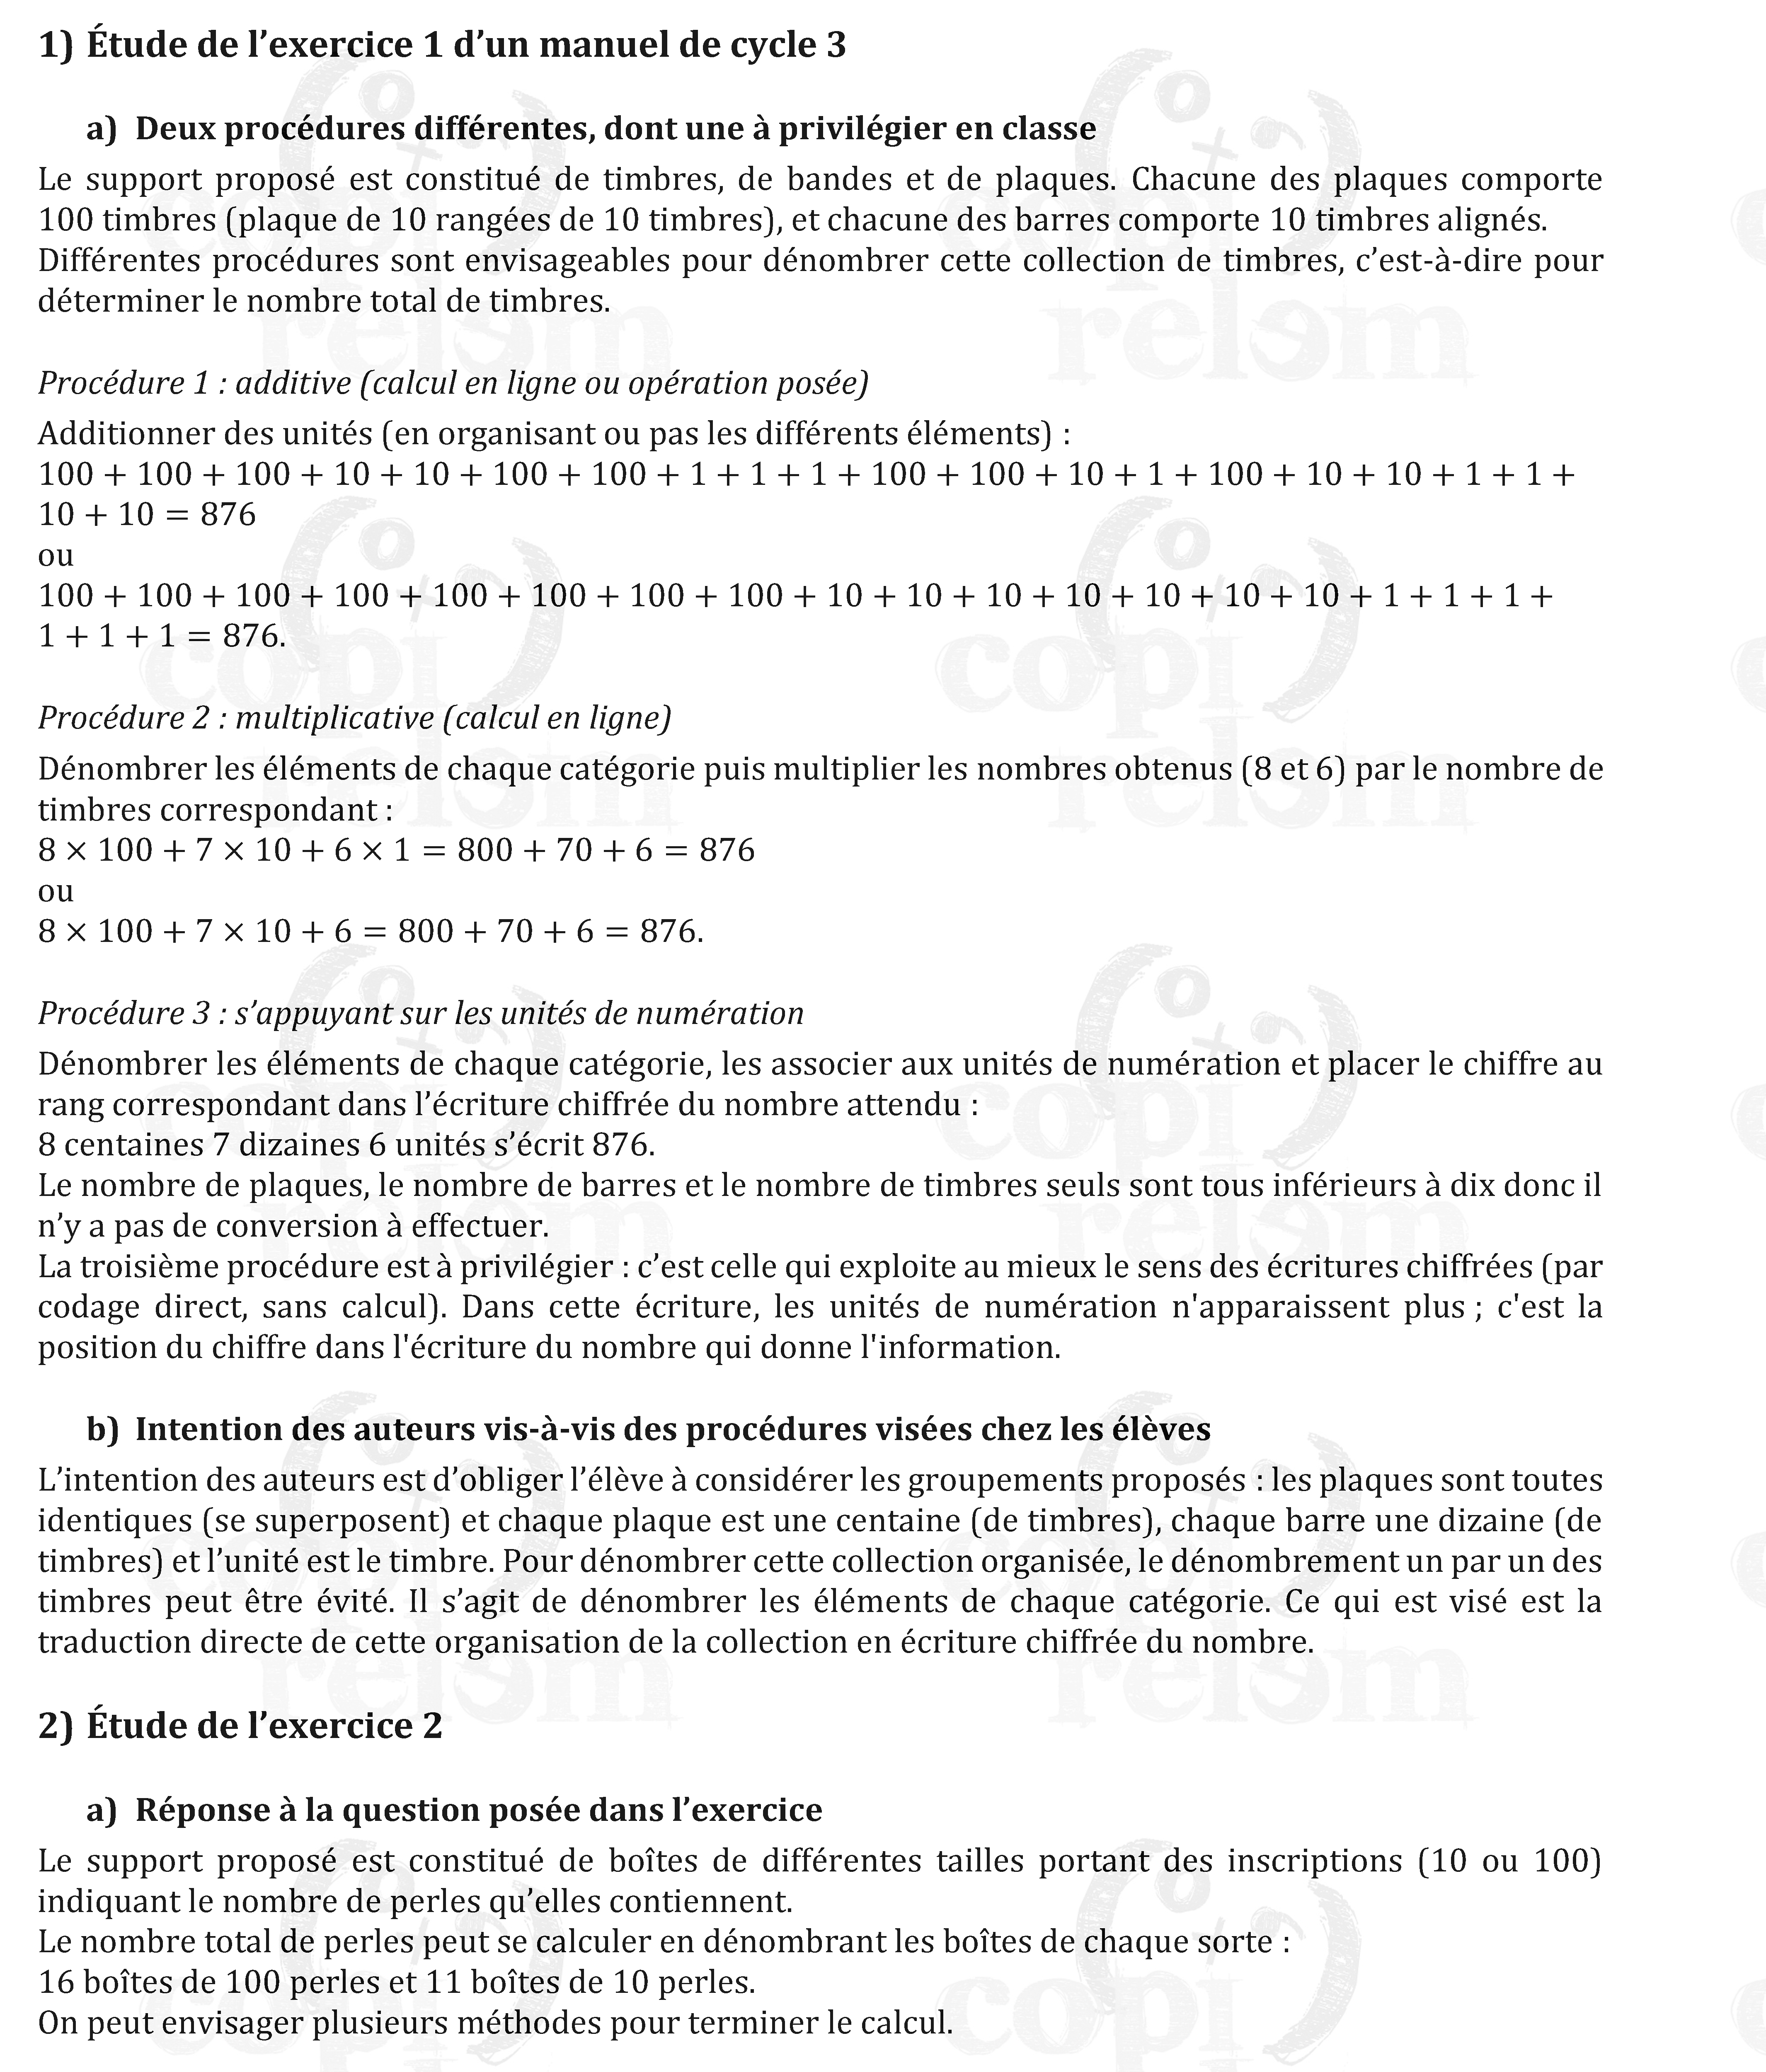 1) Étude de l’exercice 1 d’un manuel de cycle 3
a) Deux procédures différentes, dont une à privilégier en classe
Le support proposé est constitué de timbres, de bandes et de plaques. Chacune des plaques comporte
100 timbres (plaque de 10 rangées de 10 timbres), et chacune des barres comporte 10 timbres alignés.
Différentes procédures sont envisageables pour dénombrer cette collection de timbres, c’est-à-dire pour
déterminer le nombre total de timbres.
Procédure 1 : additive (calcul en ligne ou opération posée)
Additionner des unités (en organisant ou pas les différents éléments) :
100 + 100 + 100 + 10 + 10 + 100 + 100 + 1 + 1 + 1 + 100 + 100 + 10 + 1 + 100 + 10 + 10 + 1 + 1 +
10 + 10 = 876
ou
100 + 100 + 100 + 100 + 100 + 100 + 100 + 100 + 10 + 10 + 10 + 10 + 10 + 10 + 10 + 1 + 1 + 1 +
1 + 1 + 1 = 876.
Procédure 2 : multiplicative (calcul en ligne)
Dénombrer les éléments de chaque catégorie puis multiplier les nombres obtenus (8 et 6) par le nombre de
timbres correspondant :
8 × 100 + 7 × 10 + 6 × 1 = 800 + 70 + 6 = 876
ou
8 × 100 + 7 × 10 + 6 = 800 + 70 + 6 = 876.
Procédure 3 : s’appuyant sur les unités de numération
Dénombrer les éléments de chaque catégorie, les associer aux unités de numération et placer le chiffre au
rang correspondant dans l’écriture chiffrée du nombre attendu :
8 centaines 7 dizaines 6 unités s’écrit 876.
Le nombre de plaques, le nombre de barres et le nombre de timbres seuls sont tous inférieurs à dix donc il
n’y a pas de conversion à effectuer.
La troisième procédure est à privilégier : c’est celle qui exploite au mieux le sens des écritures chiffrées (par
codage direct, sans calcul). Dans cette écriture, les unités de numération n'apparaissent plus ; c'est la
position du chiffre dans l'écriture du nombre qui donne l'information.
b) Intention des auteurs vis-à-vis des procédures visées chez les élèves
L’intention des auteurs est d’obliger l’élève à considérer les groupements proposés : les plaques sont toutes
identiques (se superposent) et chaque plaque est une centaine (de timbres), chaque barre une dizaine (de
timbres) et l’unité est le timbre. Pour dénombrer cette collection organisée, le dénombrement un par un des
timbres peut être évité. Il s’agit de dénombrer les éléments de chaque catégorie. Ce qui est visé est la
traduction directe de cette organisation de la collection en écriture chiffrée du nombre.
2) Étude de l’exercice 2
a) Réponse à la question posée dans l’exercice
Le support proposé est constitué de boîtes de différentes tailles portant des inscriptions (10 ou 100)
indiquant le nombre de perles qu’elles contiennent.
Le nombre total de perles peut se calculer en dénombrant les boîtes de chaque sorte :
16 boîtes de 100 perles et 11 boîtes de 10 perles.
On peut envisager plusieurs méthodes pour terminer le calcul.